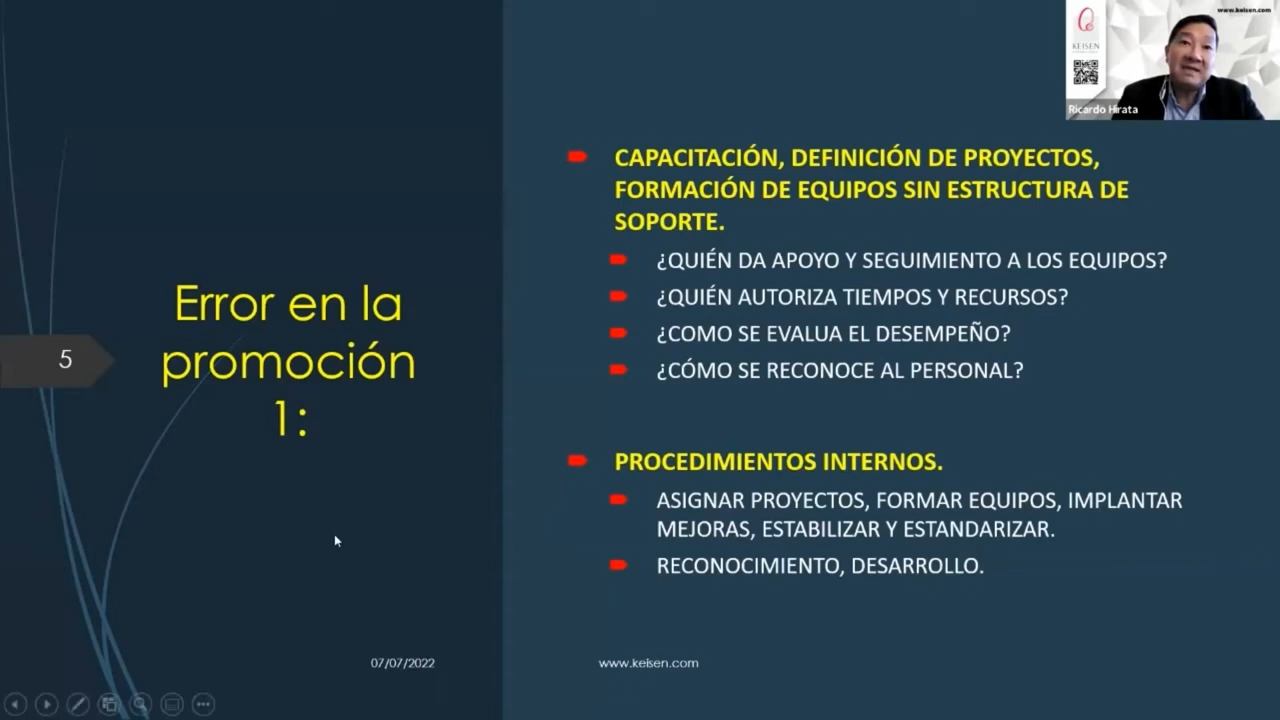 www.keisen.com
KEISEN
Ricardo Hirata
Error en la
promoción
1:
5
CAPACITACIÓN, DEFINICIÓN DE PROYECTOS,
FORMACIÓN DE EQUIPOS SIN ESTRUCTURA DE
SOPORTE.
¿QUIÉN DA APOYO Y SEGUIMIENTO A LOS EQUIPOS?
¿QUIÉN AUTORIZA TIEMPOS Y RECURSOS?
¿COMO SE EVALUA EL DESEMPEÑO?
¿CÓMO SE RECONOCE AL PERSONAL?
PROCEDIMIENTOS INTERNOS.
ASIGNAR PROYECTOS, FORMAR EQUIPOS, IMPLANTAR
MEJORAS, ESTABILIZAR Y ESTANDARIZAR.
RECONOCIMIENTO, DESARROLLO.
07/07/2022
www.keisen.com